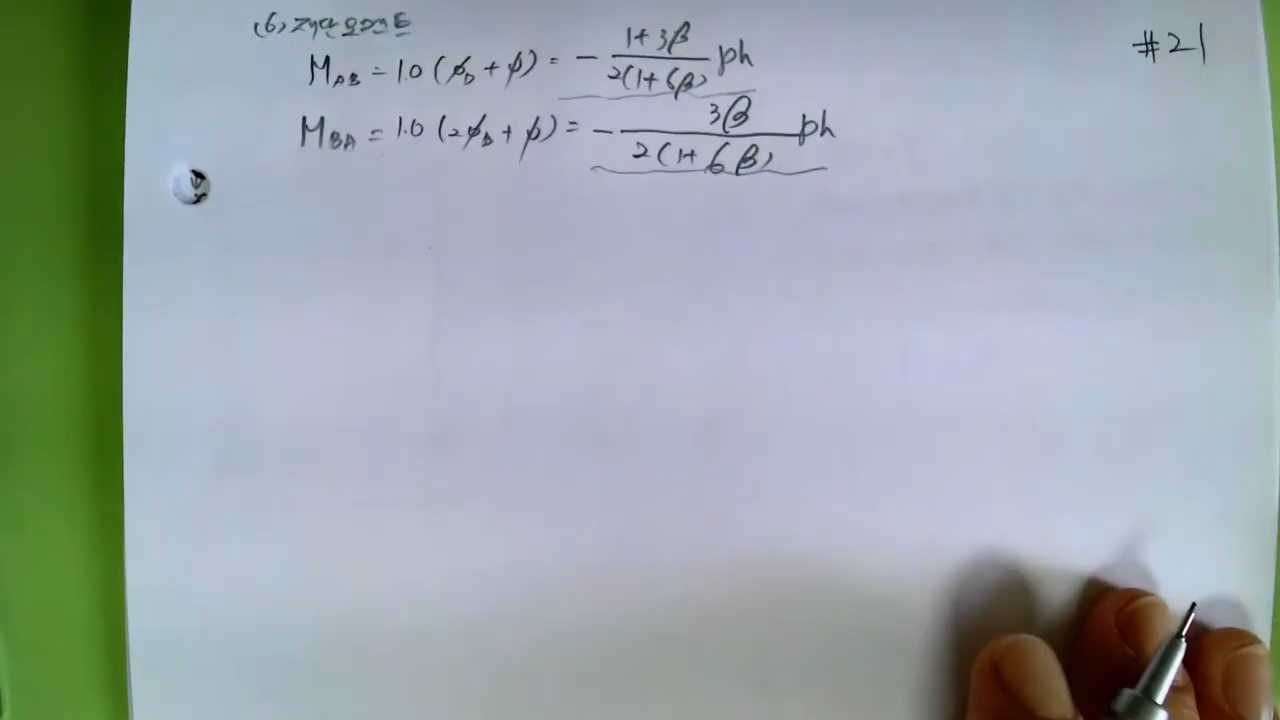 (6) 재단모멘트
#21
M_AB = 1.0 (φ_B + ψ) = - (1+3β)/(2(1+6β)) ph
M_BA = 1.0 (2φ_B + ψ) = - 3β/(2(1+6β)) ph